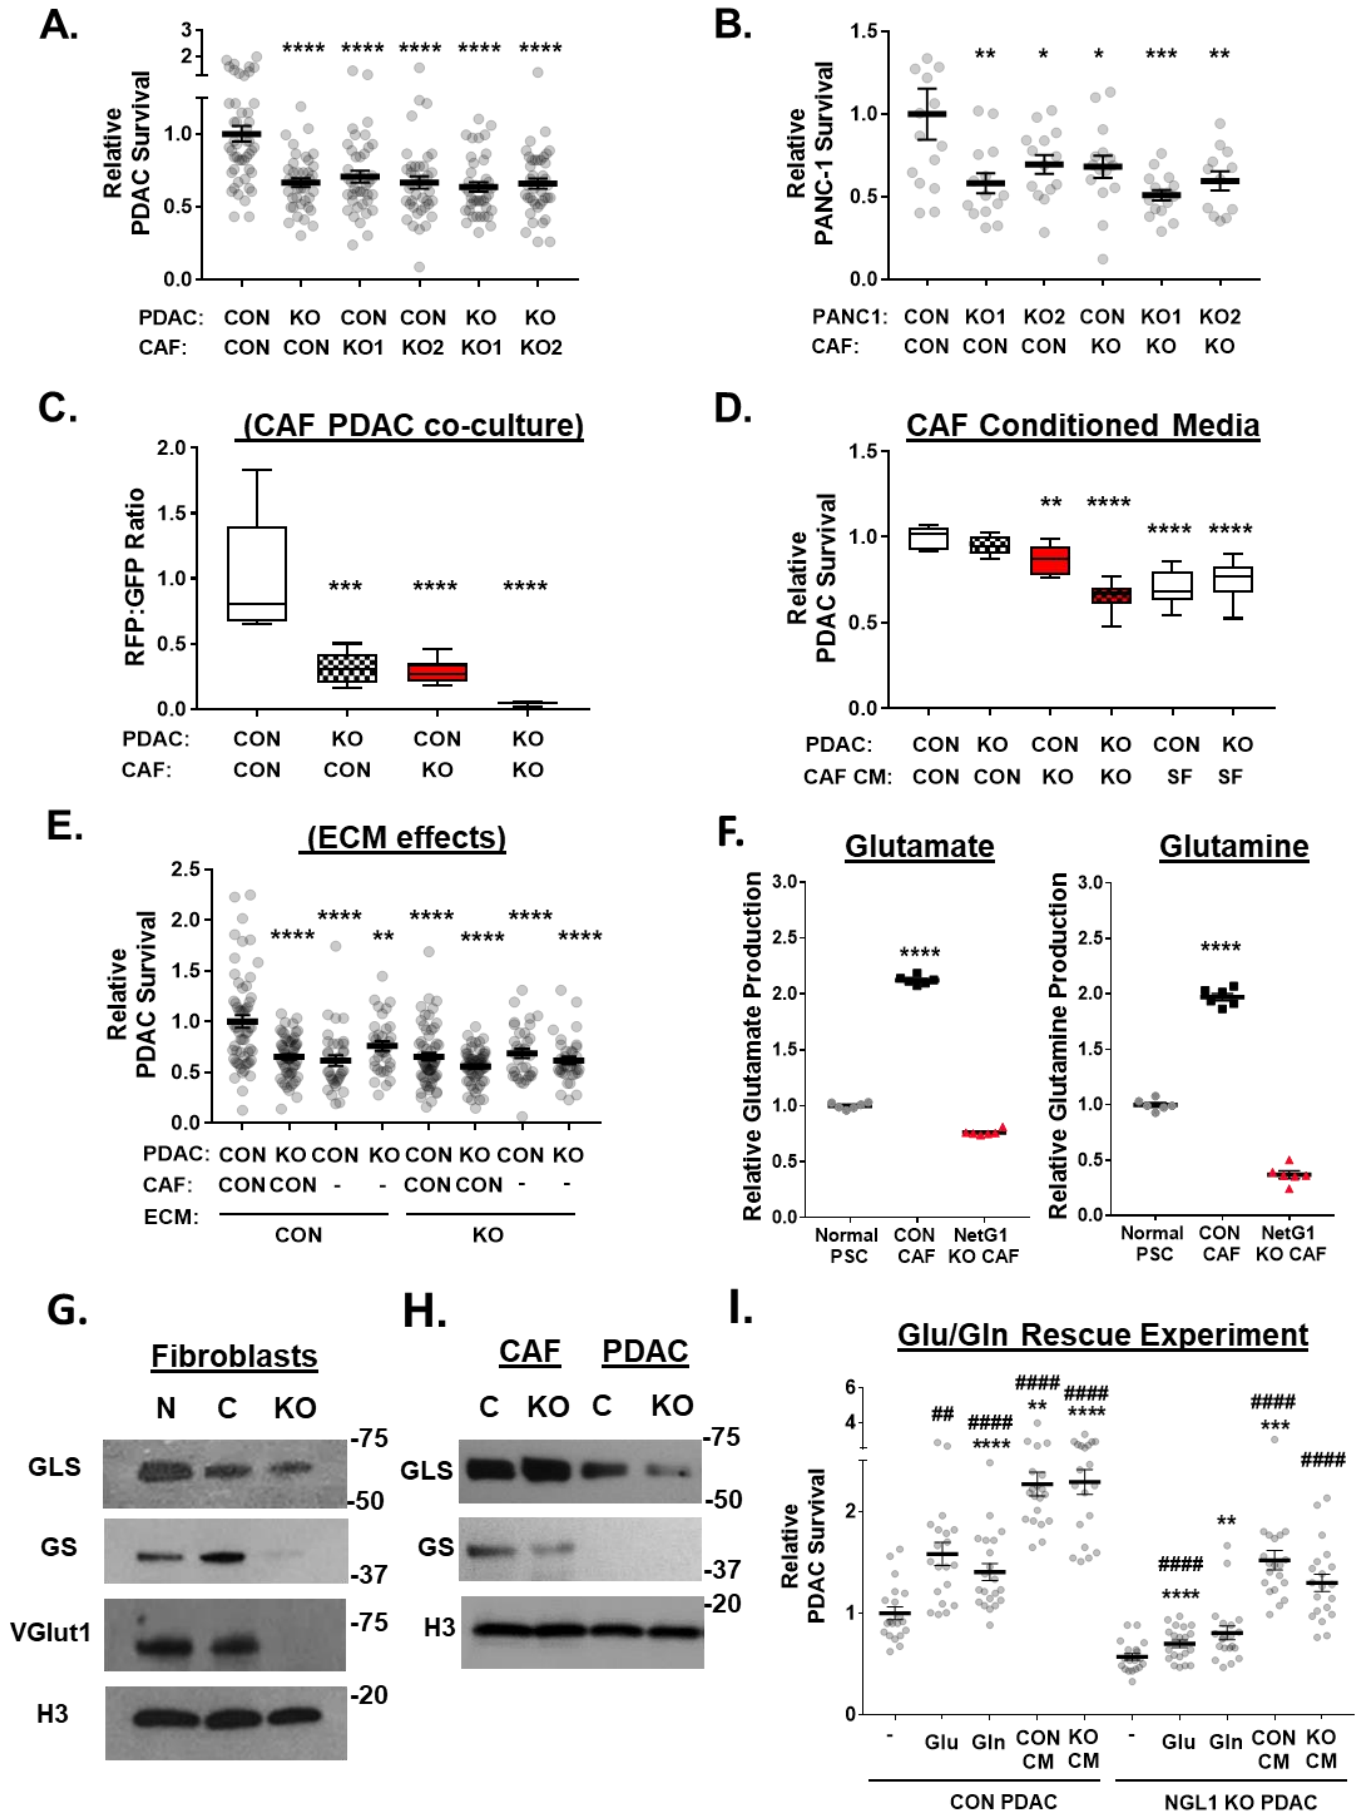 A.
Relative
PDAC Survival
3
2
1.0
0.5
0.0
**** **** **** **** ****
PDAC: CON KO CON CON KO KO
CAF: CON CON KO1 KO2 KO1 KO2
B.
Relative
PANC-1 Survival
1.5
1.0
0.5
0.0
** * * *** **
PANC1: CON KO1 KO2 CON KO1 KO2
CAF: CON CON CON KO KO KO
C.
(CAF PDAC co-culture)
RFP:GFP Ratio
2.0
1.5
1.0
0.5
0.0
*** **** ****
PDAC: CON KO CON KO
CAF: CON CON KO KO
D.
CAF Conditioned Media
Relative
PDAC Survival
1.5
1.0
0.5
0.0
** **** **** ****
PDAC: CON KO CON KO CON KO
CAF CM: CON CON KO KO SF SF
E.
(ECM effects)
Relative
PDAC Survival
2.5
2.0
1.5
1.0
0.5
0.0
**** **** ** **** **** **** ****
PDAC: CON KO CON KO CON KO CON KO
CAF: CON CON - - CON CON - -
ECM:
CON KO
F.
Glutamate
Relative Glutamate Production
3.0
2.5
2.0
1.5
1.0
0.5
0.0
****
Normal CON NetG1
PSC CAF KO CAF
Glutamine
Relative Glutamine Production
3.0
2.5
2.0
1.5
1.0
0.5
0.0
****
Normal CON NetG1
PSC CAF KO CAF
G.
Fibroblasts
N C KO
GLS -75
-50
GS
-37
VGlut1 -75
H3 -20
H.
CAF PDAC
C KO C KO
GLS -75
-50
GS
-37
H3 -20
I.
Glu/Gln Rescue Experiment
Relative
PDAC Survival
6
4
2
1
0
## #### #### #### #### #### ####
**** ** **** **** ** ***
- Glu Gln CON KO - Glu Gln CON KO
CM CM CM CM
CON PDAC NGL1 KO PDAC